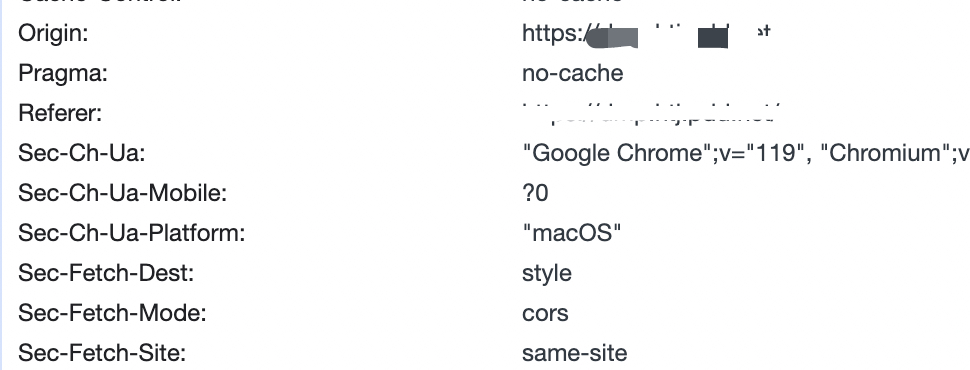 Cache-Control: no-cache
Origin: https://
Pragma: no-cache
Referer:
Sec-Ch-Ua: "Google Chrome";v="119", "Chromium";v
Sec-Ch-Ua-Mobile: ?0
Sec-Ch-Ua-Platform: "macOS"
Sec-Fetch-Dest: style
Sec-Fetch-Mode: cors
Sec-Fetch-Site: same-site